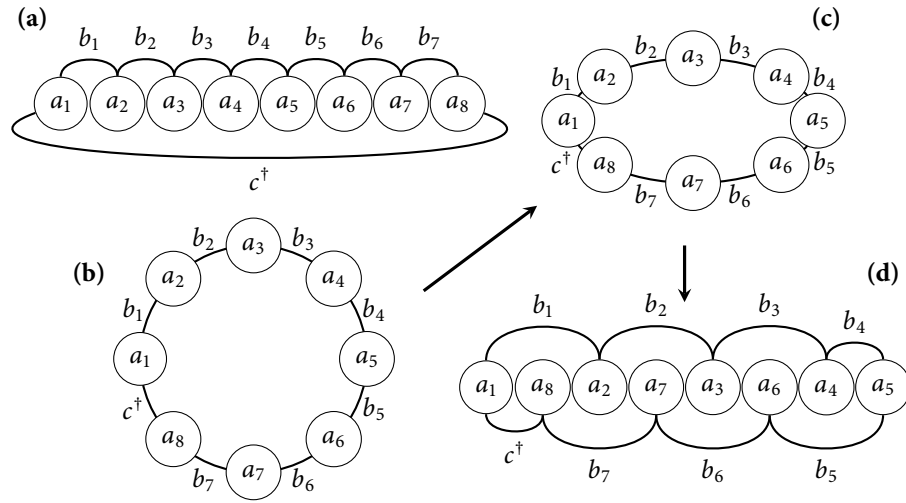 (a)
b₁ b₂ b₃ b₄ b₅ b₆ b₇
a₁ a₂ a₃ a₄ a₅ a₆ a₇ a₈
c†
(b)
b₂ b₃
a₃
a₂ a₄
b₁ b₄
a₁ a₅
c† b₅
a₈ a₆
a₇
b₇ b₆
(c)
b₂ a₃ b₃
a₂ a₄
b₁ b₄
a₁ a₅
c† b₅
a₈ a₆
a₇
b₇ b₆
(d)
b₁ b₂ b₃ b₄
a₁ a₈ a₂ a₇ a₃ a₆ a₄ a₅
c† b₇ b₆ b₅